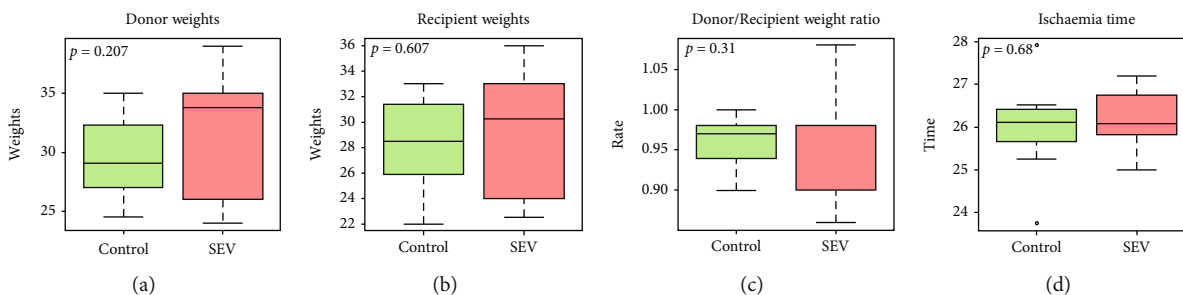 Donor weights
p = 0.207
Weights
35
30
25
Control
SEV
(a)
Recipient weights
p = 0.607
Weights
36
34
32
30
28
26
24
22
Control
SEV
(b)
Donor/Recipient weight ratio
p = 0.31
Rate
1.05
1.00
0.95
0.90
Control
SEV
(c)
Ischaemia time
p = 0.68
Time
28
27
26
25
24
Control
SEV
(d)